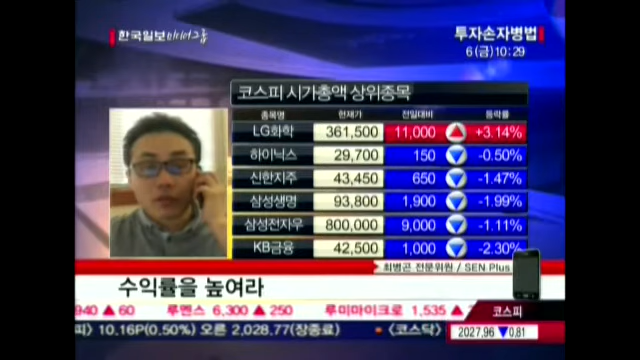 한국일보 미디어그룹
투자손자병법
6(금)10:29
코스피 시가총액 상위종목
종목명 현재가 전일대비 등락률
LG화학 361,500 11,000 ▲ +3.14%
하이닉스 29,700 150 ▼ -0.50%
신한지주 43,450 650 ▼ -1.47%
삼성생명 93,800 1,900 ▼ -1.99%
삼성전자우 800,000 9,000 ▼ -1.11%
KB금융 42,500 1,000 ▼ -2.30%
최병곤 전문위원 / SEN Plus
수익률을 높여라
940 ▲60 루멘스 6,300 ▲250 루미마이크로 1,535 ▲
코스피
피> 10.16P(0.50%) 오른 2,028.77(장종료) <코스닥>
2027.96 ▼0.81